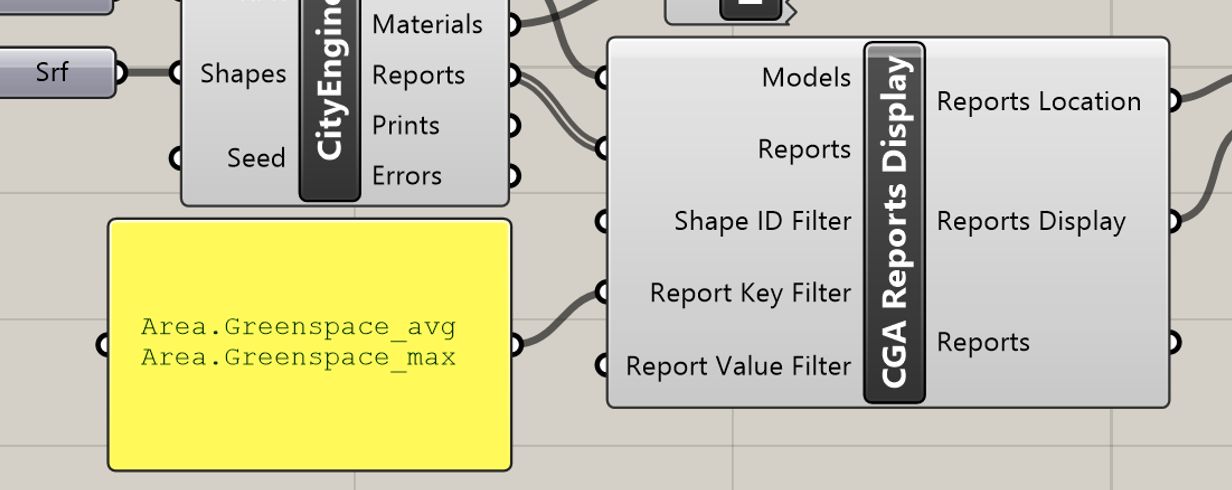 Srf
Shapes
Seed
CityEngine
Materials
Reports
Prints
Errors
Area.Greenspace_avg
Area.Greenspace_max
Models
Reports
Shape ID Filter
Report Key Filter
Report Value Filter
CGA Reports Display
Reports Location
Reports Display
Reports